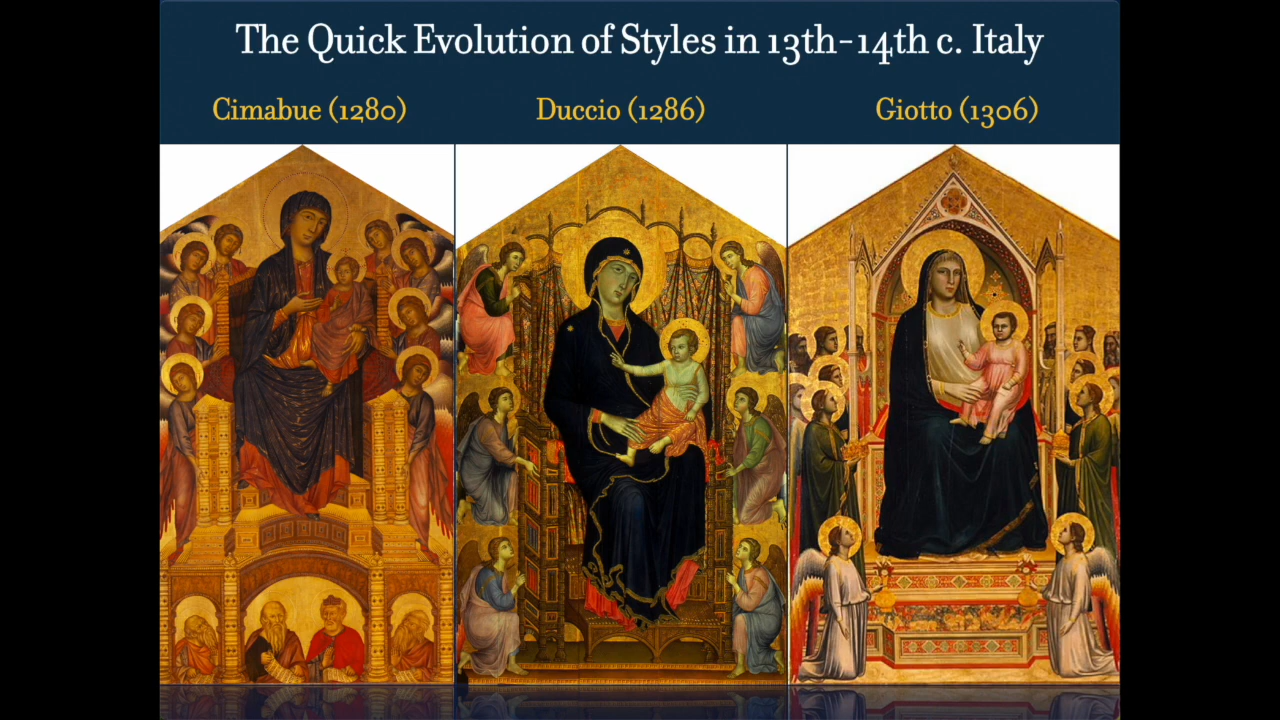 The Quick Evolution of Styles in 13th-14th c. Italy
Cimabue (1280)
Duccio (1286)
Giotto (1306)